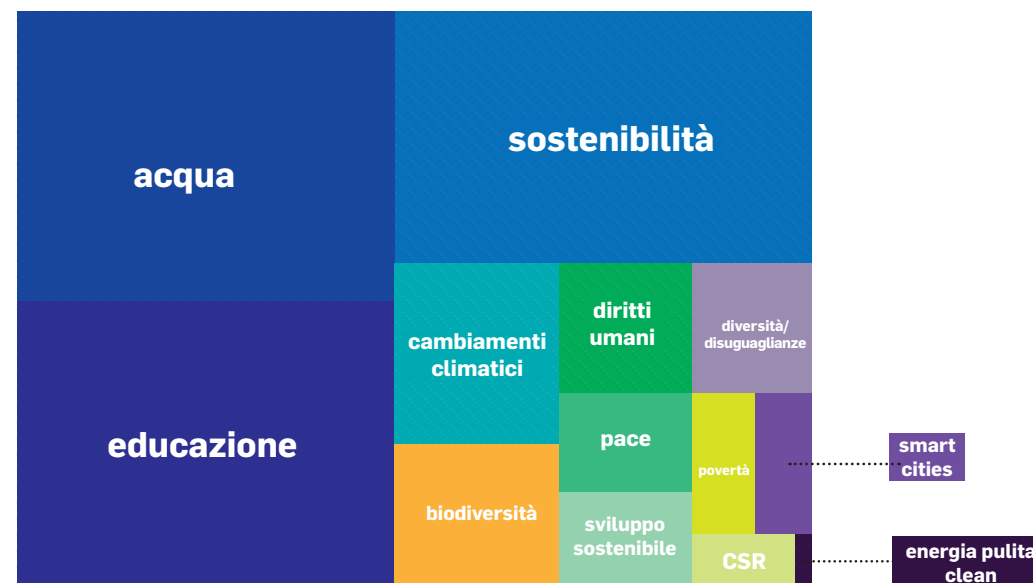 acqua
sostenibilità
educazione
cambiamenti
climatici
diritti
umani
diversità/
disuguaglianze
pace
povertà
smart
cities
biodiversità
sviluppo
sostenibile
CSR
energia pulita
clean